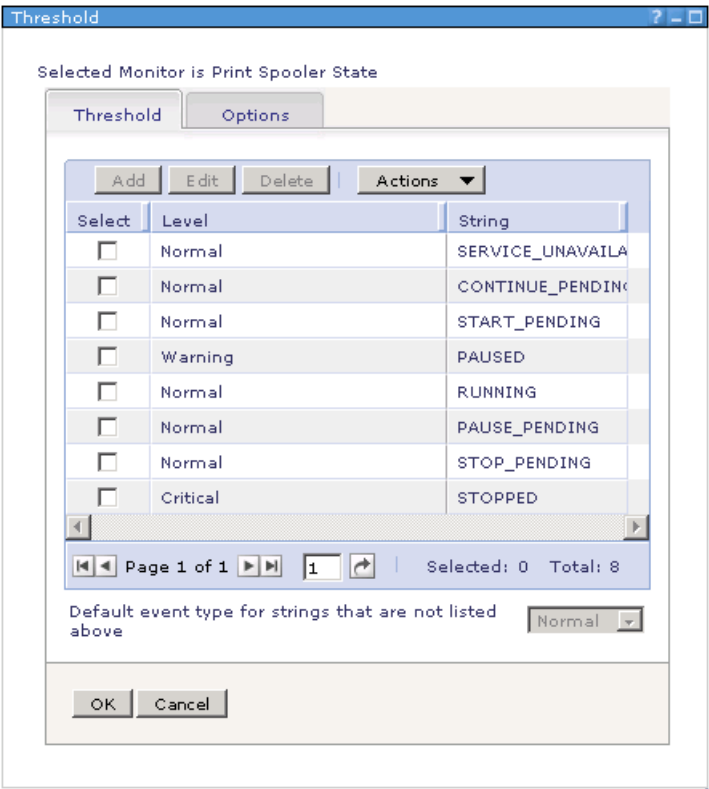 Threshold ? 
Selected Monitor is Print Spooler State
Threshold Options
Add Edit Delete Actions
Select Level String
Normal SERVICE_UNAVAILA
Normal CONTINUE_PENDIN
Normal START_PENDING
Warning PAUSED
Normal RUNNING
Normal PAUSE_PENDING
Normal STOP_PENDING
Critical STOPPED
Page 1 of 1 1 Selected: 0 Total: 8
Default event type for strings that are not listed
above
Normal
OK Cancel